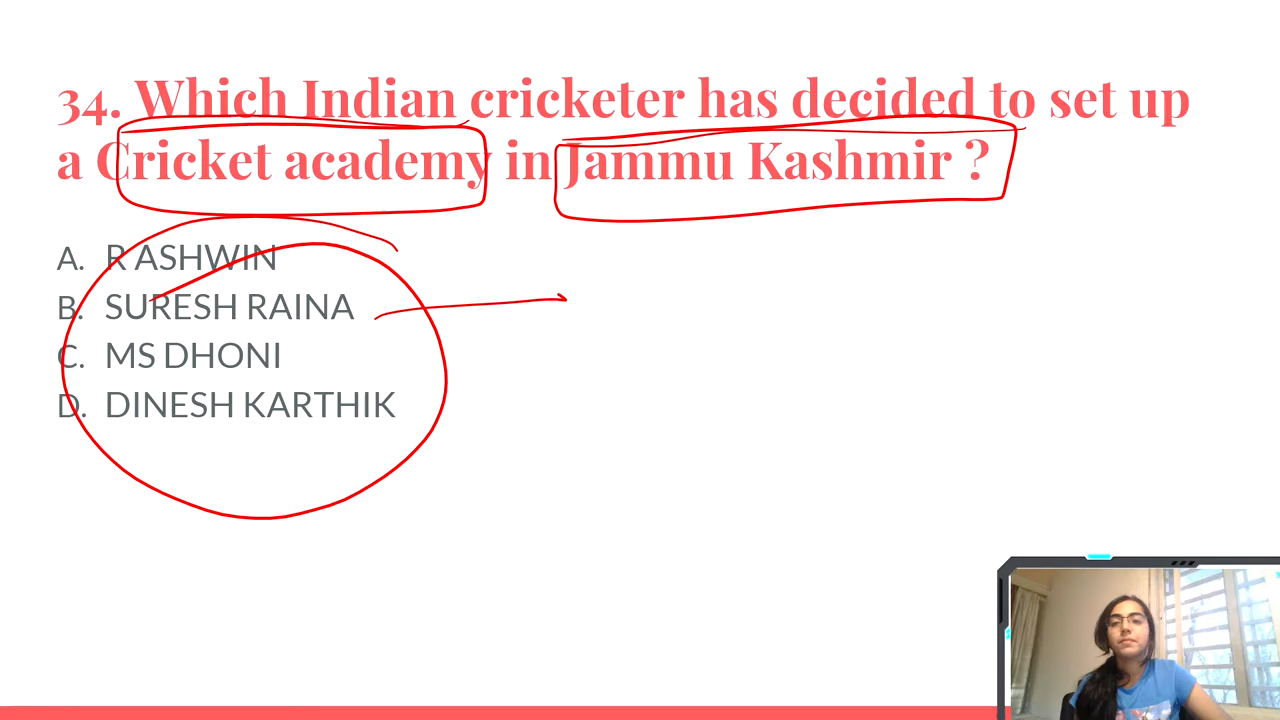 34. Which Indian cricketer has decided to set up
a Cricket academy in Jammu Kashmir ?
A. R ASHWIN
B. SURESH RAINA
C. MS DHONI
D. DINESH KARTHIK